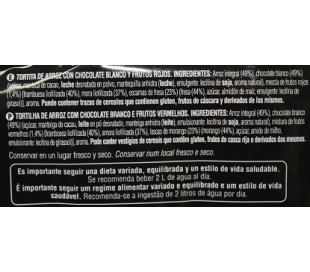 E TORTITA DE ARROZ CON CHOCOLATE BLANCO Y FRUTOS ROJOS. INGREDIENTES: Arroz integral (49%), chocolate blanco (49%)
manteca de cacao, leche desnatada en polvo, mantequilla anhidra (leche), emulgente: lecitina de soja, aroma natural), mezcla de frutos rojos
(1,4%) (frambuesa liofilizada (40%), mora liofilizada (37%), escamas de fresa (23%) (fresa (44%), azúcar, almidón de maíz, emulgente: lecitina de
girasol), aroma. Puede contener trazas de cereales que contienen gluten, frutos de cáscara y derivados de los mismos.
P TORTILHA DE ARROZ COM CHOCOLATE BRANCO E FRUTOS VERMELHOS. INGREDIENTES: Arroz integral (49%), chocolate branco
(49%) (açúcar, manteiga de cacau, leite em pó desnatado, manteiga anidra (leite), emulsionante: lecitina de soja, aroma natural), mistura de frutos
vermelhos (1,4%) (framboesa liofilizada (40%), amora liofilizada (37%), morango (23%) (morango (44%), açúcar, amido de milho,
emulsionante: lecitina de girassol), aroma. Pode conter vestígios de cereais que contêm glúten, frutos de casca rija e derivados dos mesmos.
Conservar en un lugar fresco y seco. Conservar num local fresco e seco.
Es importante seguir una dieta variada, equilibrada y un estilo de vida saludable.
Se recomienda beber 2 L de agua al día.
É importante seguir um regime alimentar variado e equilibrado e um estilo de vida
saudável. Recomenda-se a ingestão de 2 litros de água por dia.